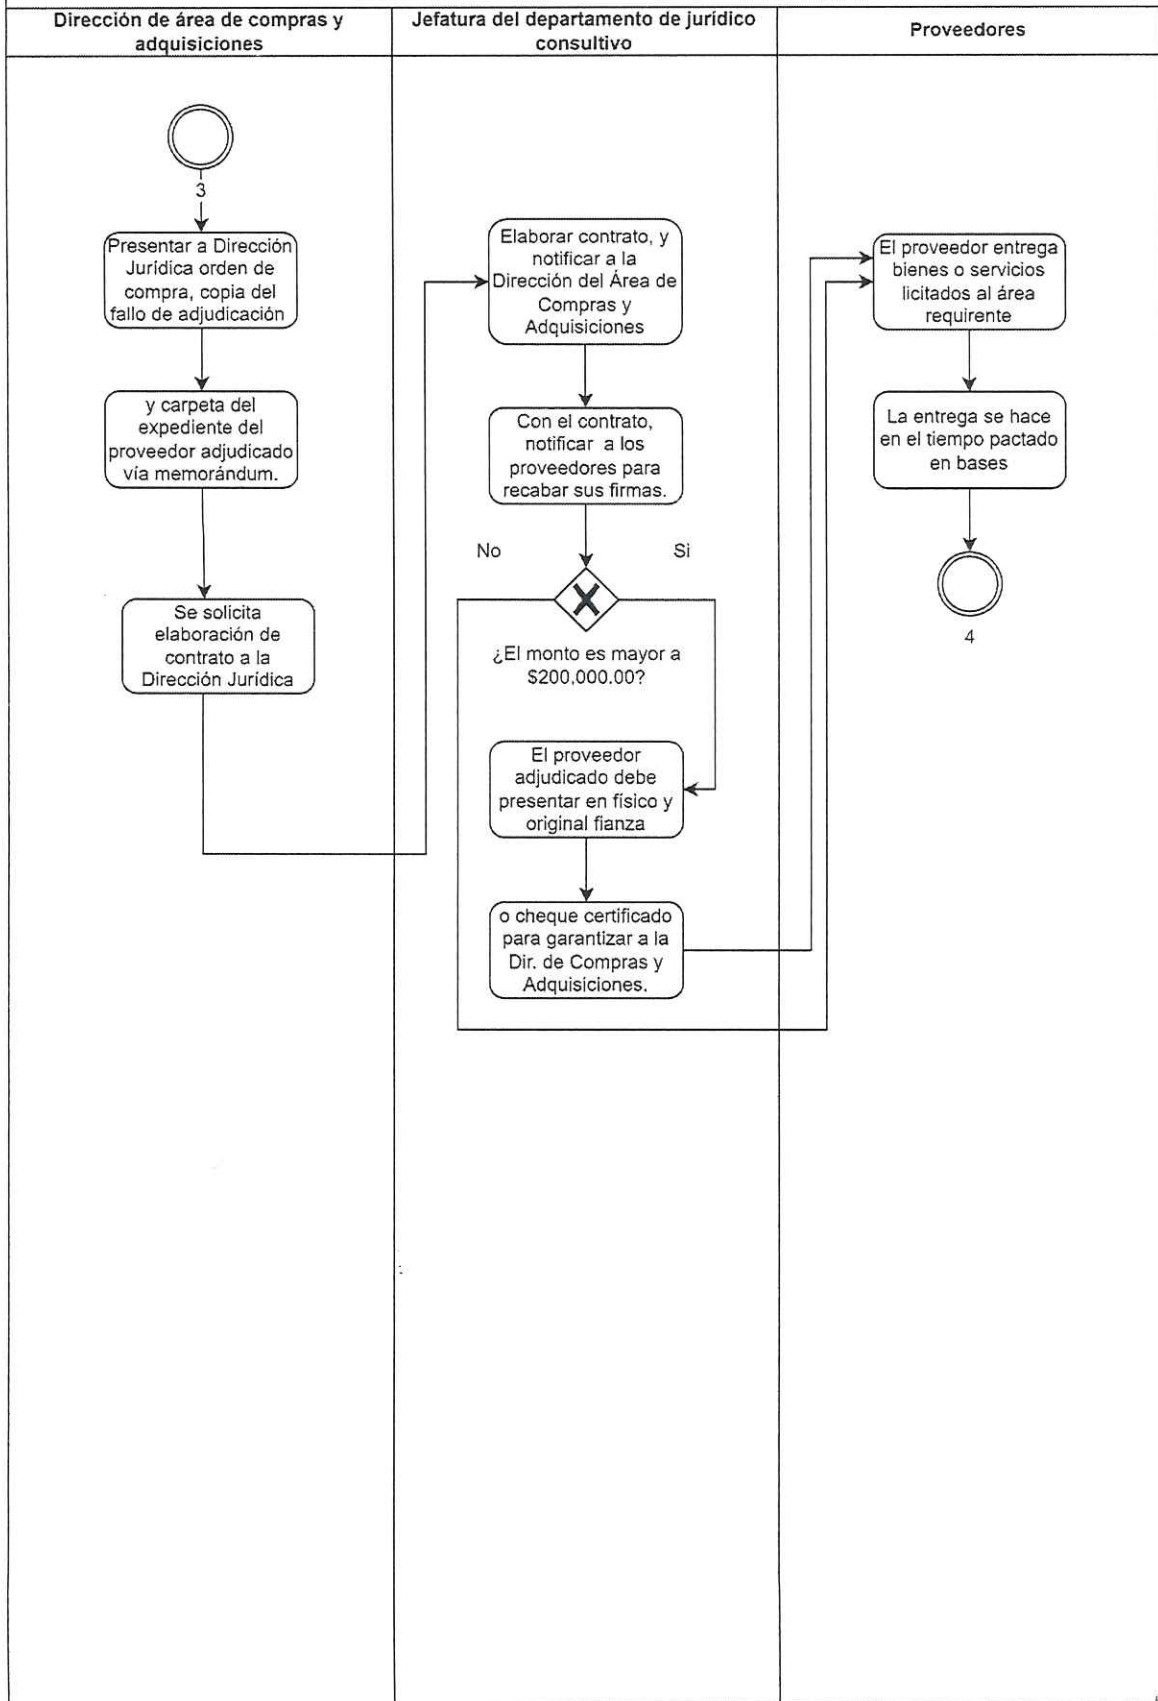 Dirección de área de compras y
adquisiciones
Jefatura del departamento de jurídico
consultivo
Proveedores
3
Presentar a Dirección
Jurídica orden de
compra, copia del
fallo de adjudicación
y carpeta del
expediente del
proveedor adjudicado
vía memorándum.
Se solicita
elaboración de
contrato a la
Dirección Jurídica
Elaborar contrato, y
notificar a la
Dirección del Área de
Compras y
Adquisiciones
Con el contrato,
notificar a los
proveedores para
recabar sus firmas.
No
Si
¿El monto es mayor a
$200,000.00?
El proveedor
adjudicado debe
presentar en físico y
original fianza
o cheque certificado
para garantizar a la
Dir. de Compras y
Adquisiciones.
El proveedor entrega
bienes o servicios
licitados al área
requirente
La entrega se hace
en el tiempo pactado
en bases
4